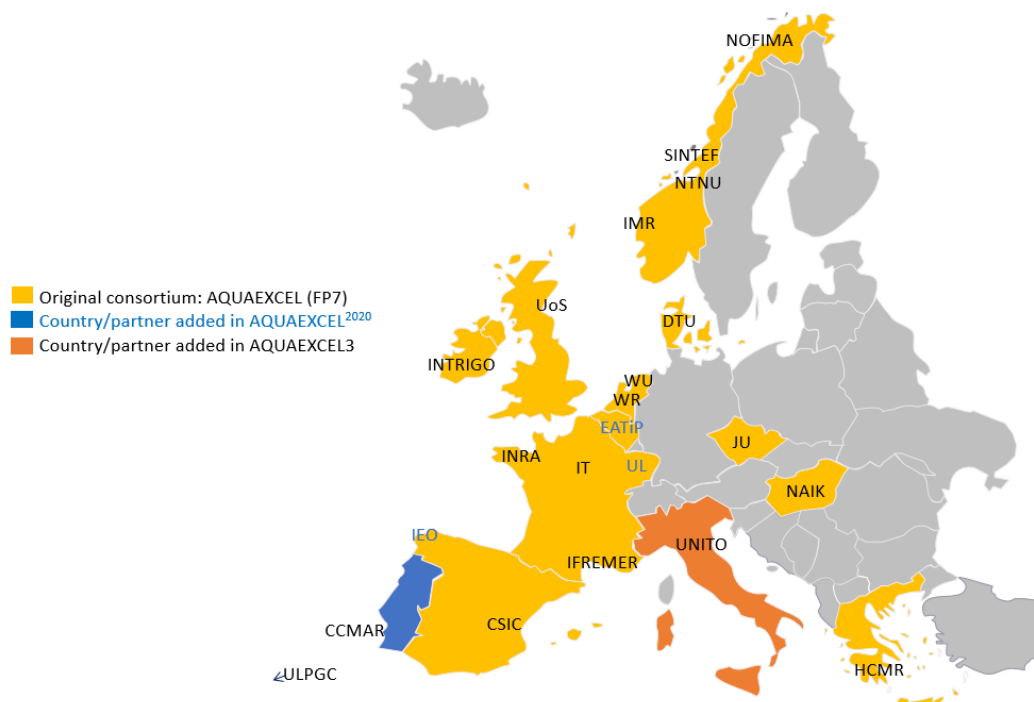 NOFIMA
SINTEF
NTNU
IMR
Original consortium: AQUAEXCEL (FP7)
Country/partner added in AQUAEXCEL2020
Country/partner added in AQUAEXCEL3
UoS
DTU
INTRIGO
WU
WR
EATiP
INRA
IT
UL
JU
NAIK
IEO
IFREMER
UNITO
CCMAR
CSIC
ULPGC
HCMR